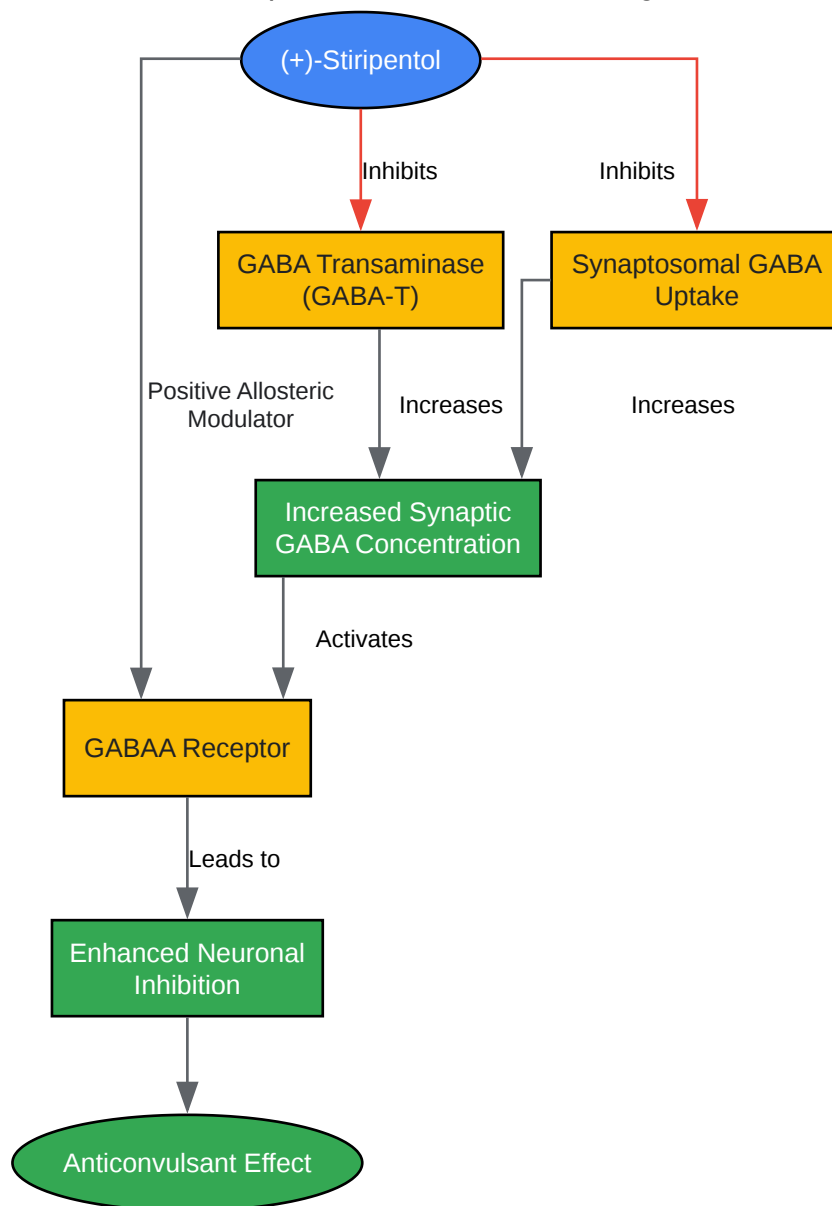 (+)-Stiripentol
Inhibits
Inhibits
GABA Transaminase
(GABA-T)
Synaptosomal GABA
Uptake
Positive Allosteric
Modulator
Increases
Increases
Increased Synaptic
GABA Concentration
Activates
GABAA Receptor
Leads to
Enhanced Neuronal
Inhibition
Anticonvulsant Effect